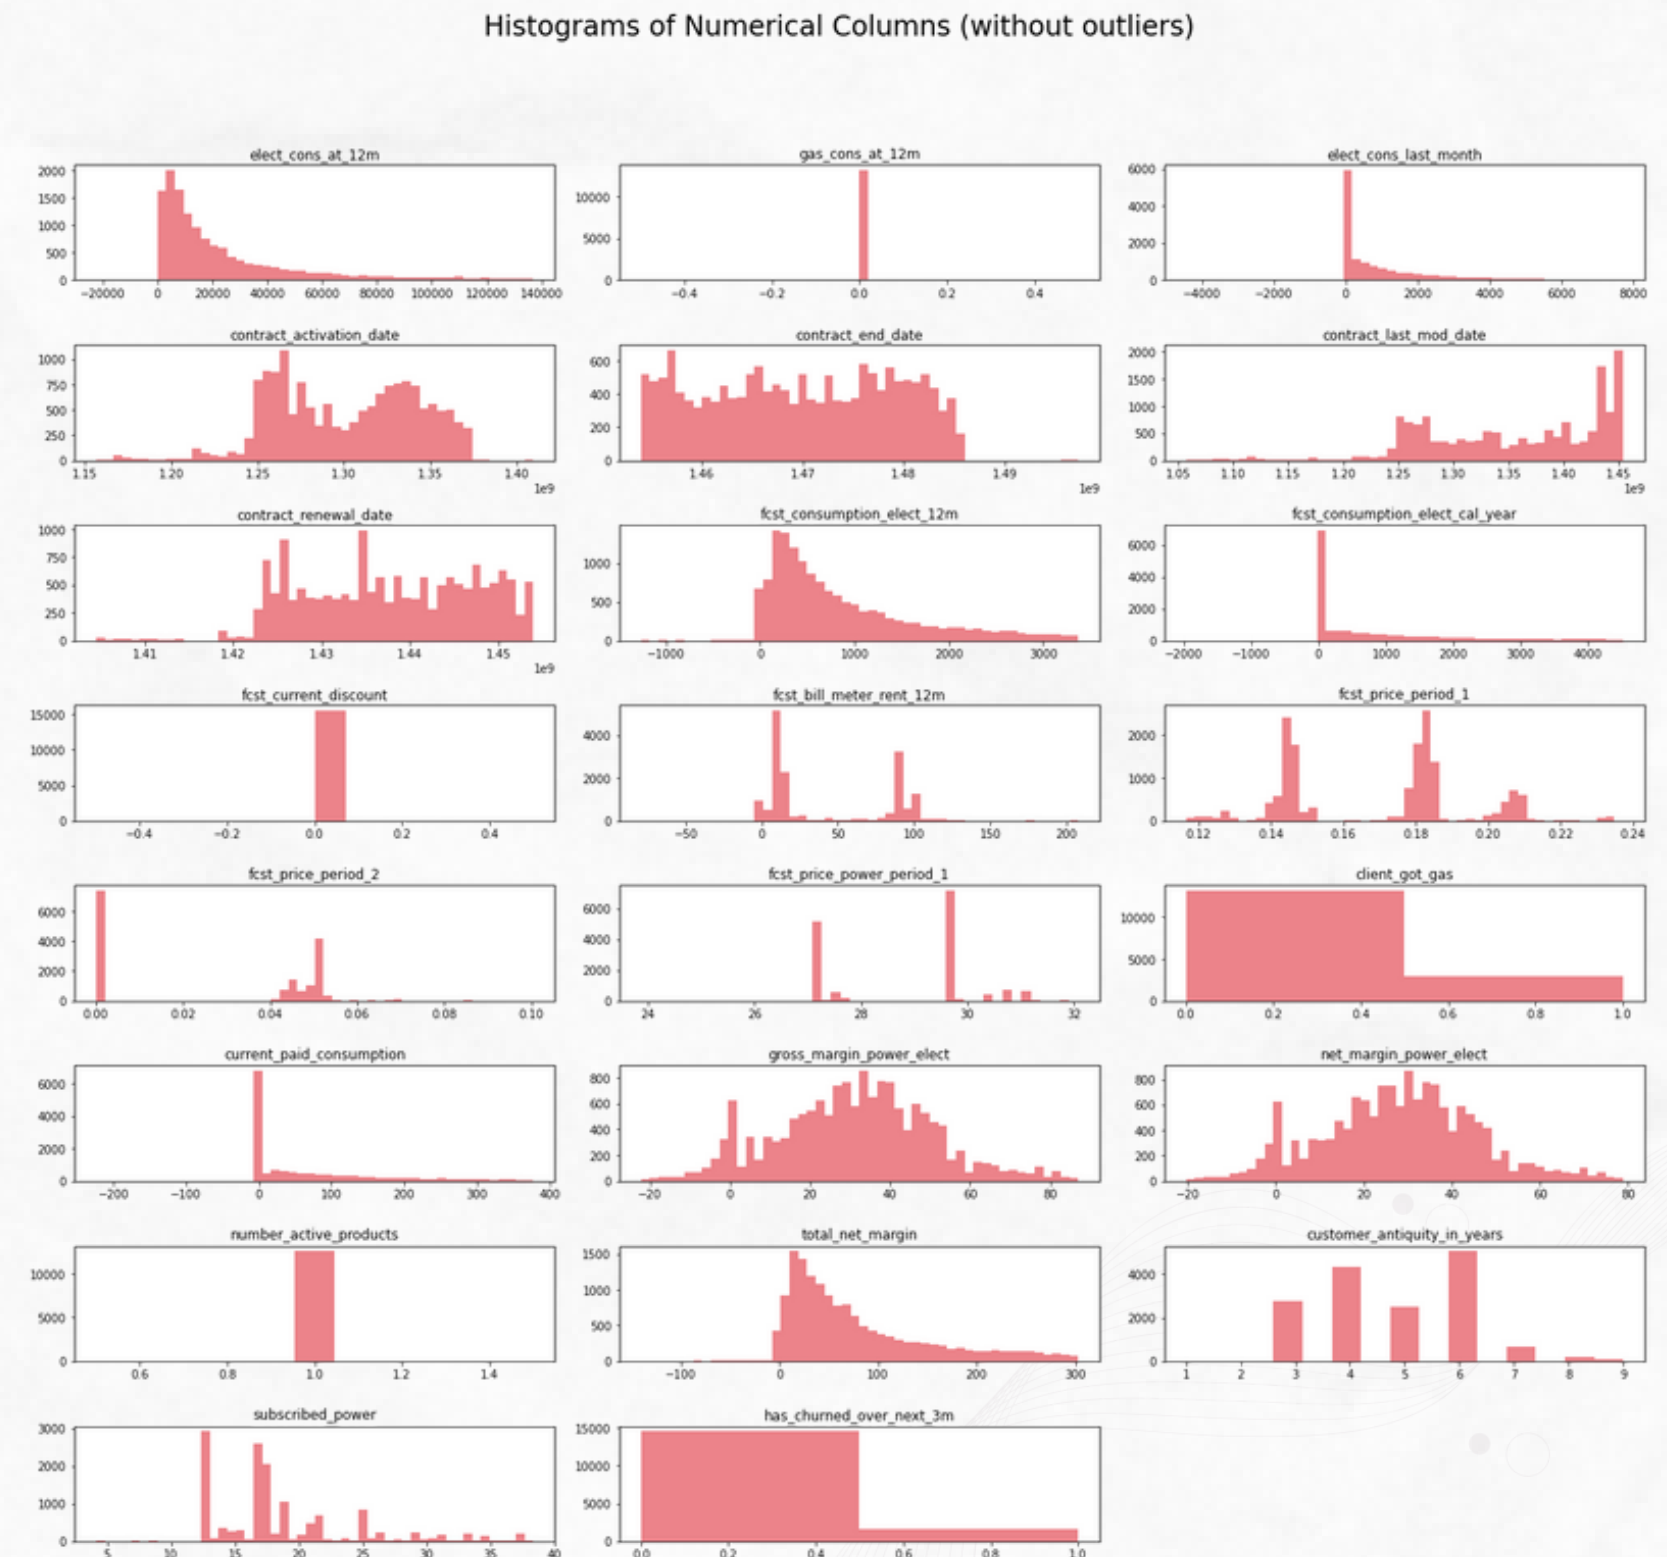 Histograms of Numerical Columns (without outliers)
elect_cons_at_12m gas_cons_at_12m elect_cons_last_month
2000 1500 1000 500 0
10000 5000 0
6000 4000 2000 0
−20000 0 20000 40000 60000 80000 100000 120000 140000
−0.4 −0.2 0.0 0.2 0.4
−4000 −2000 0 2000 4000 6000 8000
contract_activation_date contract_end_date contract_last_mod_date
1000 750 500 250 0
600 400 200 0
2000 1500 1000 500 0
1.15 1.20 1.25 1.30 1.35 1.40
1.46 1.47 1.48 1.49
1.05 1.10 1.15 1.20 1.25 1.30 1.35 1.40 1.45
1e9 1e9 1e9
contract_renewal_date fcst_consumption_elect_12m fcst_consumption_elect_cal_year
1000 750 500 250 0
1000 500 0
6000 4000 2000 0
1.41 1.42 1.43 1.44 1.45
−1000 0 1000 2000 3000
−2000 −1000 0 1000 2000 3000 4000
1e9
fcst_current_discount fcst_bill_meter_rent_12m fcst_price_period_1
15000 10000 5000 0
4000 2000 0
2000 1000 0
−0.4 −0.2 0.0 0.2 0.4
−50 0 50 100 150 200
0.12 0.14 0.16 0.18 0.20 0.22 0.24
fcst_price_period_2 fcst_price_power_period_1 client_got_gas
6000 4000 2000 0
6000 4000 2000 0
10000 5000 0
0.00 0.02 0.04 0.06 0.08 0.10
24 26 28 30 32
0.0 0.2 0.4 0.6 0.8 1.0
current_paid_consumption gross_margin_power_elect net_margin_power_elect
6000 4000 2000 0
800 600 400 200 0
800 600 400 200 0
−200 −100 0 100 200 300 400
−20 0 20 40 60 80
−20 0 20 40 60 80
number_active_products total_net_margin customer_antiquity_in_years
10000 5000 0
1500 1000 500 0
4000 2000 0
0.6 0.8 1.0 1.2 1.4
−100 0 100 200 300
1 2 3 4 5 6 7 8 9
subscribed_power has_churned_over_next_3m
3000 2000 1000 0
15000 10000 5000 0
5 10 15 20 25 30 35 40
0.0 0.2 0.4 0.6 0.8 1.0